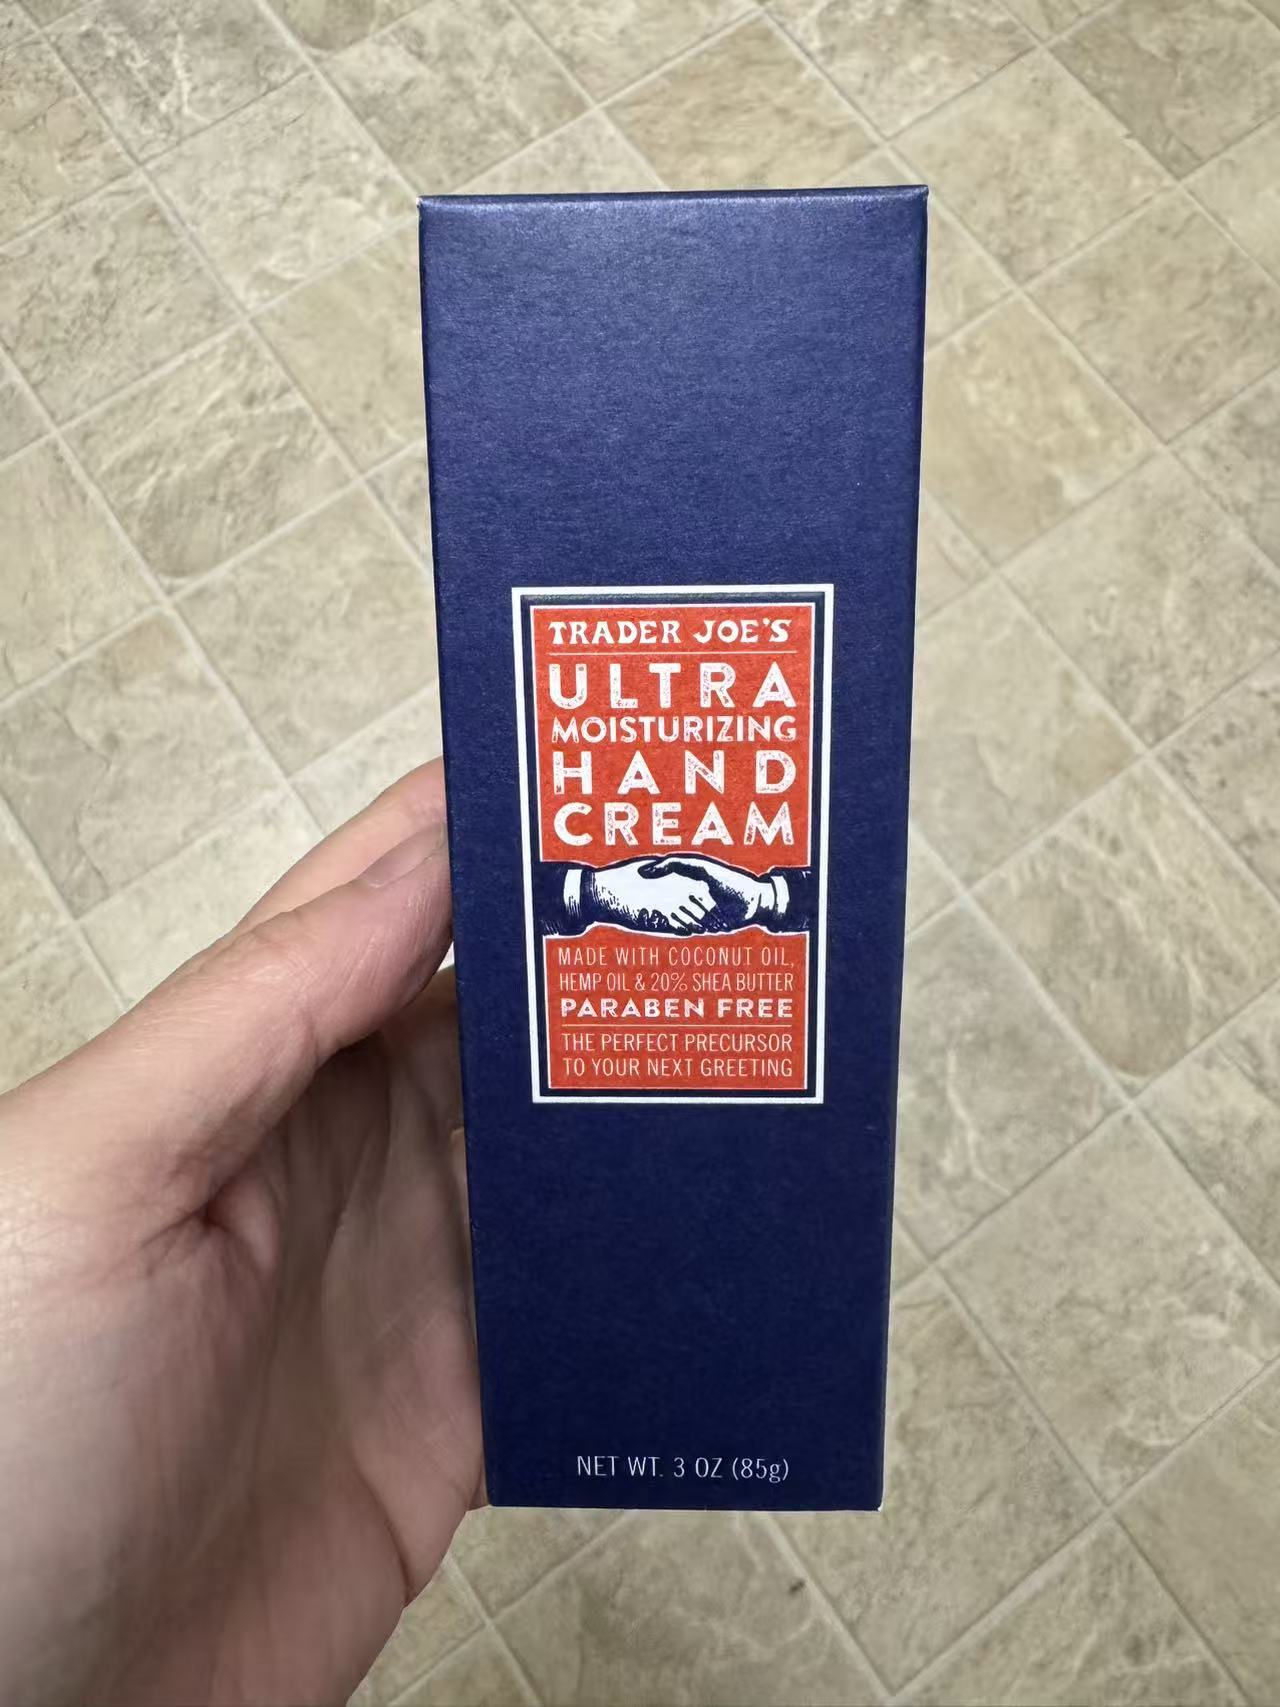 TRADER JOE'S
ULTRA
MOISTURIZING
HAND
CREAM
MADE WITH COCONUT OIL,
HEMP OIL & 20% SHEA BUTTER
PARABEN FREE
THE PERFECT PRECURSOR
TO YOUR NEXT GREETING
NET WT. 3 OZ (85g)